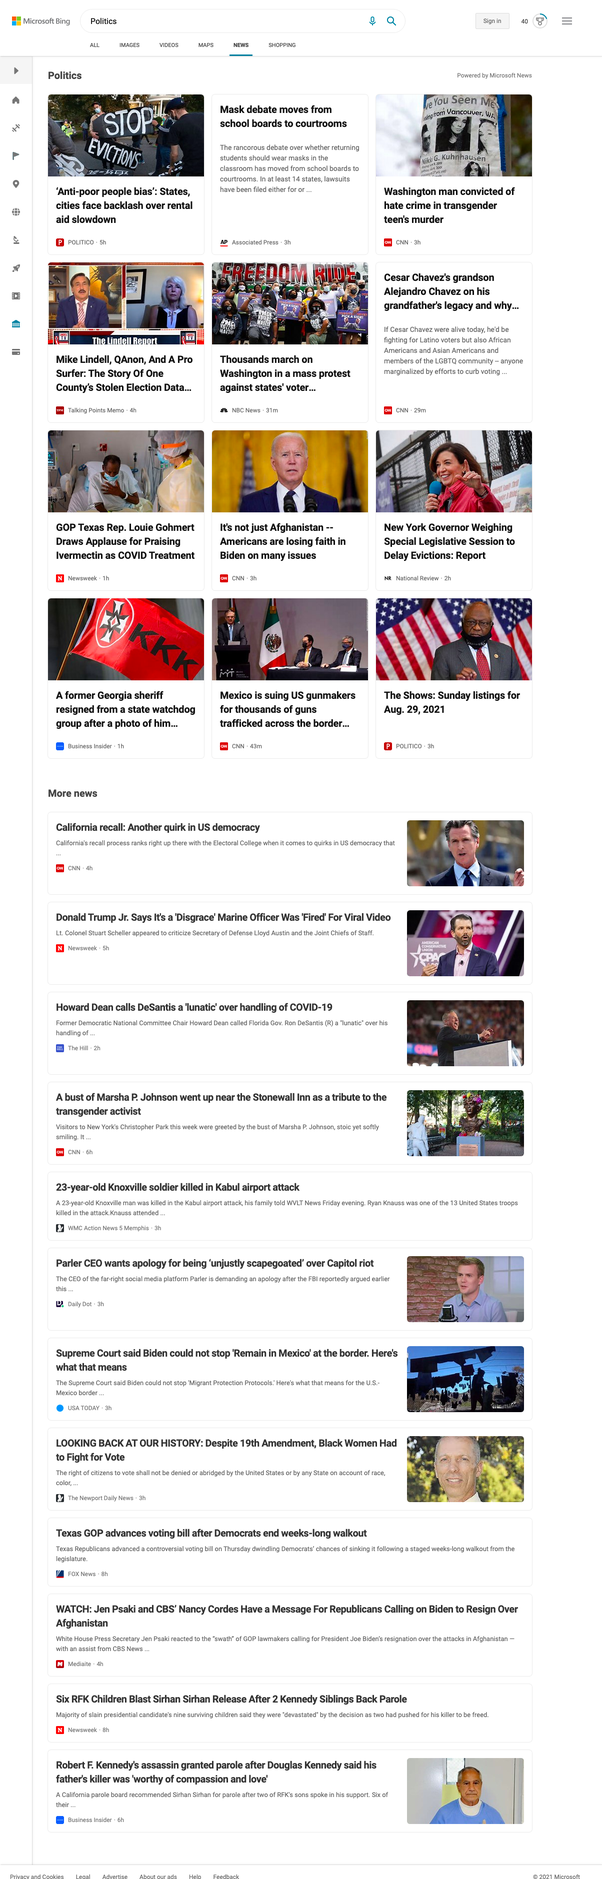 Microsoft Bing
Politics
Sign in
40
ALL
IMAGES
VIDEOS
MAPS
NEWS
SHOPPING
Politics
Powered by Microsoft News
STOP
EVICTIONS
'Anti-poor people bias': States,
cities face backlash over rental
aid slowdown
POLITICO · 5h
Mask debate moves from
school boards to courtrooms
The rancorous debate over whether returning
students should wear masks in the
classroom has moved from school boards to
courtrooms. In at least 14 states, lawsuits
have been filed either for or ...
AP
Associated Press · 3h
ve You Seen Me
Nikki G. Kuhnhausen
Washington man convicted of
hate crime in transgender
teen's murder
CNN · 3h
The Lindell Report
Mike Lindell, QAnon, And A Pro
Surfer: The Story Of One
County's Stolen Election Data...
Talking Points Memo · 4h
FREEDOM RIDE
Thousands march on
Washington in a mass protest
against states' voter...
NBC News · 31m
Cesar Chavez's grandson
Alejandro Chavez on his
grandfather's legacy and why...
If Cesar Chavez were alive today, he'd be
fighting for Latino voters but also African
Americans and Asian Americans and
members of the LGBTQ community – anyone
marginalized by efforts to curb voting ...
CNN · 29m
GOP Texas Rep. Louie Gohmert
Draws Applause for Praising
Ivermectin as COVID Treatment
N
Newsweek · 1h
It's not just Afghanistan --
Americans are losing faith in
Biden on many issues
CNN · 3h
New York Governor Weighing
Special Legislative Session to
Delay Evictions: Report
NR
National Review · 2h
KKK
A former Georgia sheriff
resigned from a state watchdog
group after a photo of him...
Business Insider · 1h
Mexico is suing US gunmakers
for thousands of guns
trafficked across the border...
CNN · 43m
The Shows: Sunday listings for
Aug. 29, 2021
POLITICO · 3h
More news
California recall: Another quirk in US democracy
California's recall process ranks right up there with the Electoral College when it comes to quirks in US democracy that
...
CNN · 4h
Donald Trump Jr. Says It's a 'Disgrace' Marine Officer Was 'Fired' For Viral Video
Lt. Colonel Stuart Scheller appeared to criticize Secretary of Defense Lloyd Austin and the Joint Chiefs of Staff.
N
Newsweek · 5h
CPAC
Howard Dean calls DeSantis a 'lunatic' over handling of COVID-19
Former Democratic National Committee Chair Howard Dean called Florida Gov. Ron DeSantis (R) a "lunatic" over his
handling of ...
The Hill · 2h
A bust of Marsha P. Johnson went up near the Stonewall Inn as a tribute to the
transgender activist
Visitors to New York's Christopher Park this week were greeted by the bust of Marsha P. Johnson, stoic yet softly
smiling. It ...
CNN · 6h
23-year-old Knoxville soldier killed in Kabul airport attack
A 23-year-old Knoxville man was killed in the Kabul airport attack, his family told WVLT News Friday evening. Ryan Knauss was one of the 13 United States troops
killed in the attack.Knauss attended ...
WMC Action News 5 Memphis · 3h
Parler CEO wants apology for being 'unjustly scapegoated' over Capitol riot
The CEO of the far-right social media platform Parler is demanding an apology after the FBI reportedly argued earlier
this ...
Daily Dot · 3h
Supreme Court said Biden could not stop 'Remain in Mexico' at the border. Here's
what that means
The Supreme Court said Biden could not stop 'Migrant Protection Protocols.' Here's what that means for the U.S.-
Mexico border ...
USA TODAY · 3h
LOOKING BACK AT OUR HISTORY: Despite 19th Amendment, Black Women Had
to Fight for Vote
The right of citizens to vote shall not be denied or abridged by the United States or by any State on account of race,
color, ...
The Newport Daily News · 3h
Texas GOP advances voting bill after Democrats end weeks-long walkout
Texas Republicans advanced a controversial voting bill on Thursday dwindling Democrats' chances of sinking it following a staged weeks-long walkout from the
legislature.
FOX News · 8h
WATCH: Jen Psaki and CBS' Nancy Cordes Have a Message For Republicans Calling on Biden to Resign Over
Afghanistan
White House Press Secretary Jen Psaki reacted to the "swath" of GOP lawmakers calling for President Joe Biden's resignation over the attacks in Afghanistan —
with an assist from CBS News ...
Mediaite · 4h
Six RFK Children Blast Sirhan Sirhan Release After 2 Kennedy Siblings Back Parole
Majority of slain presidential candidate's nine surviving children said they were "devastated" by the decision as two had pushed for his killer to be freed.
N
Newsweek · 8h
Robert F. Kennedy's assassin granted parole after Douglas Kennedy said his
father's killer was 'worthy of compassion and love'
A California parole board recommended Sirhan Sirhan for parole after two of RFK's sons spoke in his support. Six of
their ...
Business Insider · 6h
Privacy and Cookies
Legal
Advertise
About our ads
Help
Feedback
© 2021 Microsoft